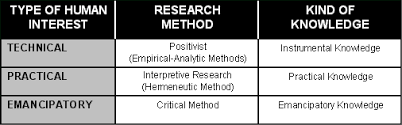 TYPE OF HUMAN INTEREST
RESEARCH METHOD
KIND OF KNOWLEDGE
TECHNICAL
Positivist
(Empirical-Analytic Methods)
Instrumental Knowledge
PRACTICAL
Interpretive Research
(Hermeneutic Method)
Practical Knowledge
EMANCIPATORY
Critical Method
Emancipatory Knowledge